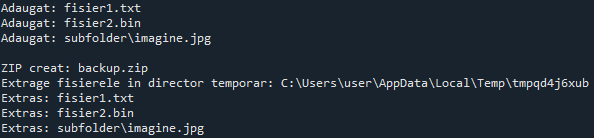 Adaugat: fisier1.txt
Adaugat: fisier2.bin
Adaugat: subfolder\imagine.jpg
ZIP creat: backup.zip
Extrage fisierele in director temporar: C:\Users\user\AppData\Local\Temp\tmpqd4j6xub
Extras: fisier1.txt
Extras: fisier2.bin
Extras: subfolder\imagine.jpg